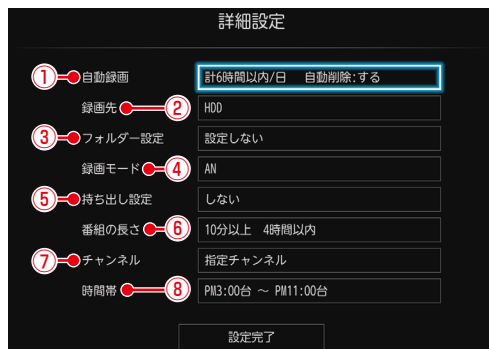 詳細設定
① 自動録画 計6時間以内/日 自動削除:する
録画先 ② HDD
③ フォルダー設定 設定しない
録画モード ④ AN
⑤ 持ち出し設定 しない
番組の長さ ⑥ 10分以上 4時間以内
⑦ チャンネル 指定チャンネル
時間帯 ⑧ PM3:00台 ～ PM11:00台
設定完了